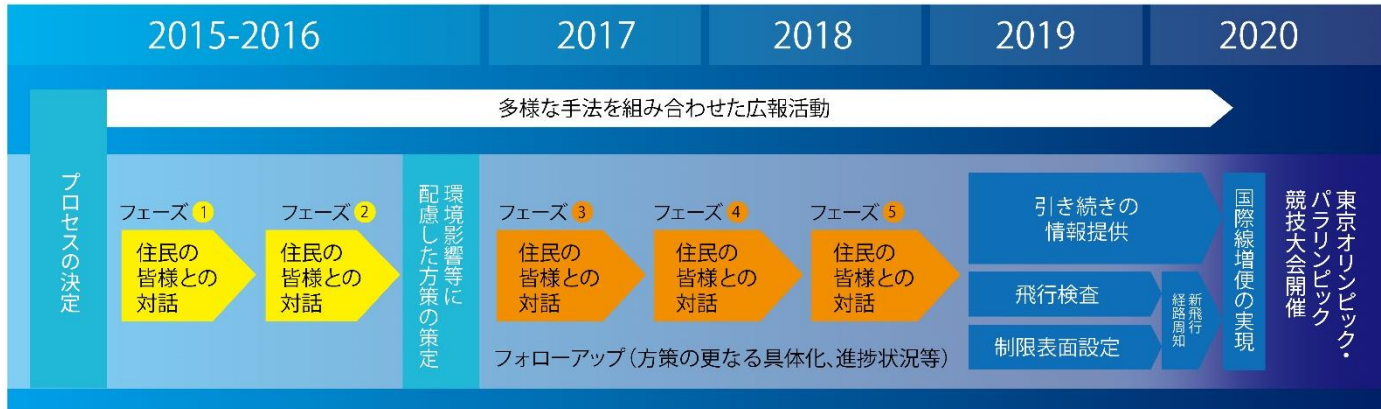 2015-2016
2017
2018
2019
2020
多様な手法を組み合わせた広報活動
プロセスの決定
フェーズ 1
住民の
皆様との
対話
フェーズ 2
住民の
皆様との
対話
環境影響等に
配慮した方策の策定
フェーズ 3
住民の
皆様との
対話
フェーズ 4
住民の
皆様との
対話
フェーズ 5
住民の
皆様との
対話
フォローアップ（方策の更なる具体化、進捗状況等）
引き続きの
情報提供
飛行検査
制限表面設定
新飛行
経路周知
国際線増便の実現
東京オリンピック・
パラリンピック
競技大会開催